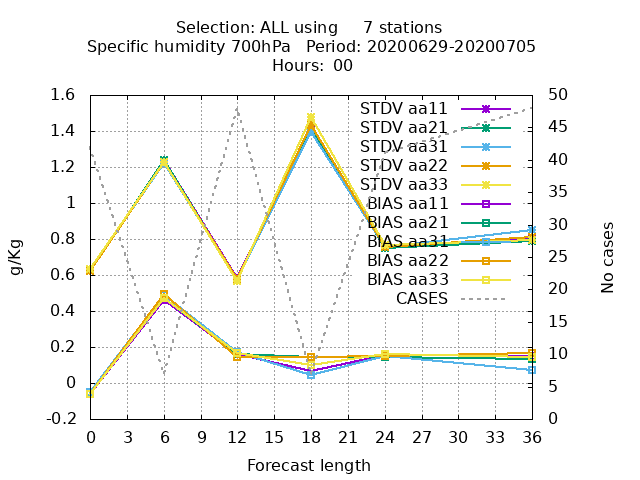 Selection: ALL using 7 stations
Specific humidity 700hPa Period: 20200629-20200705
Hours: 00
1.6
1.4
1.2
1
0.8
0.6
0.4
0.2
0
-0.2
g/Kg
50
45
40
35
30
25
20
15
10
5
0
No cases
STDV aa11
STDV aa21
STDV aa31
STDV aa22
STDV aa33
BIAS aa11
BIAS aa21
BIAS aa31
BIAS aa22
BIAS aa33
CASES
0 3 6 9 12 15 18 21 24 27 30 33 36
Forecast length